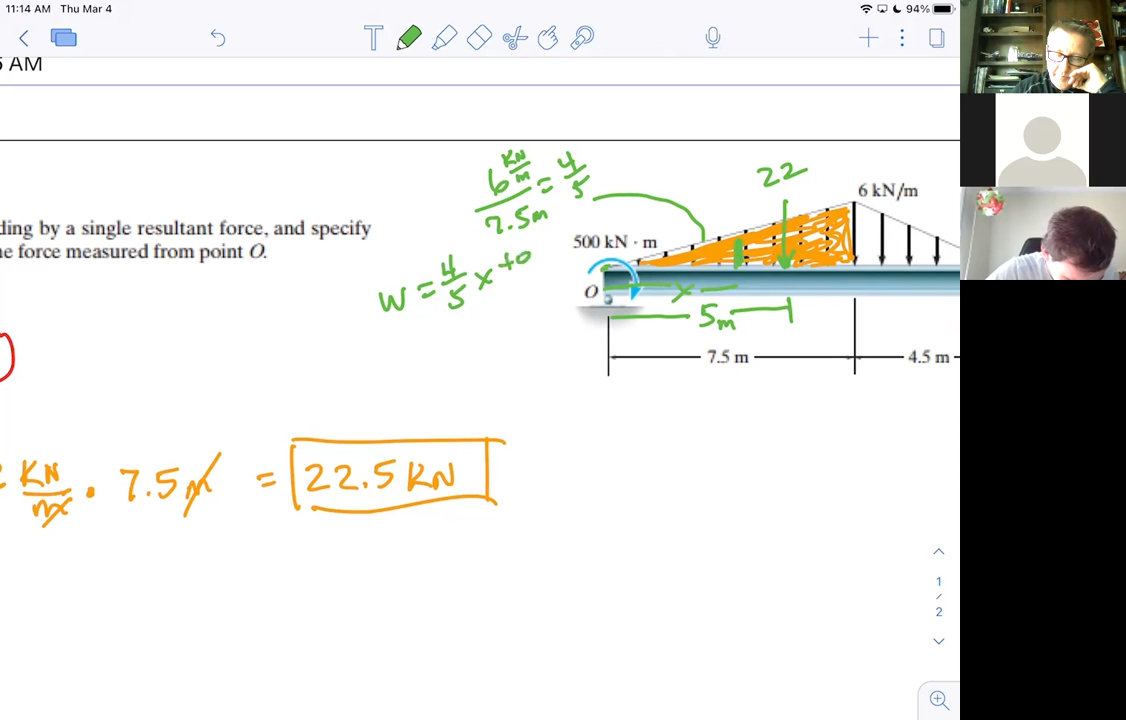 11:14 AM Thu Mar 4
94%
5 AM
ding by a single resultant force, and specify
e force measured from point O.
6 kN/m / 7.5m = 4/5
W = 4/5 x + 0
22
6 kN/m
500 kN · m
O
x
5m
7.5 m
4.5 m
KN/m · 7.5m = 22.5 KN
1
/
2